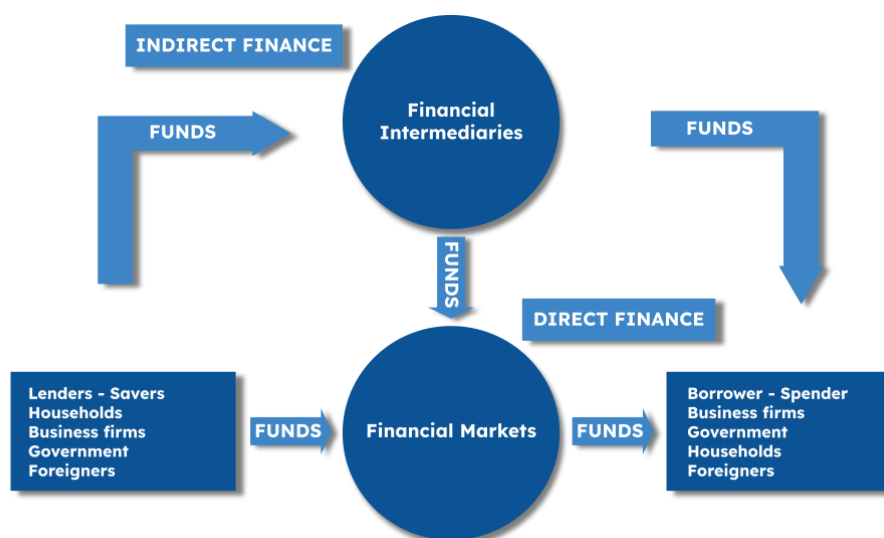 INDIRECT FINANCE
Financial
Intermediaries
FUNDS
FUNDS
FUNDS
DIRECT FINANCE
Lenders - Savers
Households
Business firms
Government
Foreigners
FUNDS
Financial Markets
FUNDS
Borrower - Spender
Business firms
Government
Households
Foreigners